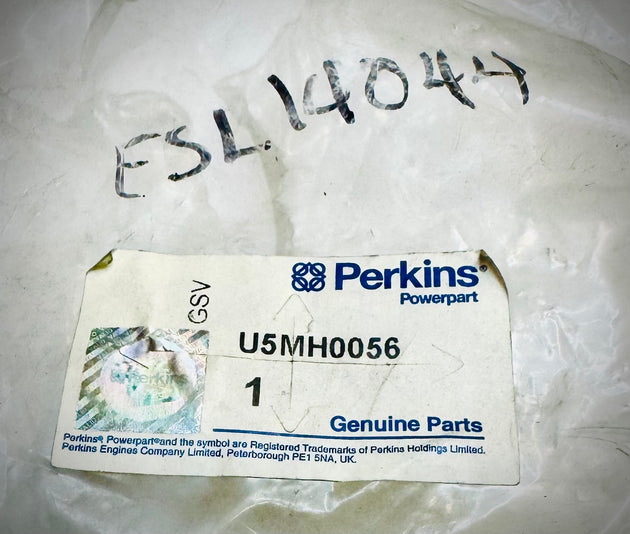 ESL14044
Perkins®
Powerpart
GSV
U5MH0056
1
Perkins
Genuine Parts
Perkins® Powerpart® and the symbol are Registered Trademarks of Perkins Holdings Limited.
Perkins Engines Company Limited, Peterborough PE1 5NA, UK.